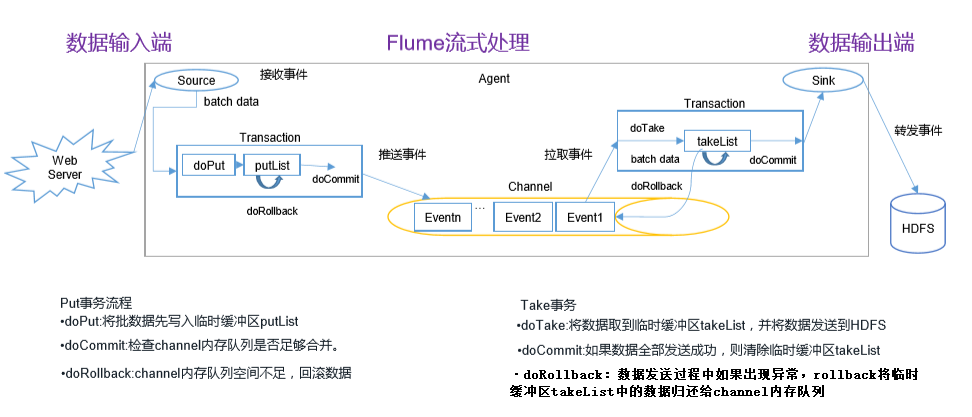 数据输入端
Flume流式处理
数据输出端
Source
接收事件
Agent
Sink
batch data
Transaction
Transaction
doTake
takeList
转发事件
Web
Server
推送事件
拉取事件
batch data
doCommit
doPut
putList
doCommit
doRollback
Channel
doRollback
Eventn
...
Event2
Event1
HDFS
Put事务流程
•doPut:将批数据先写入临时缓冲区putList
•doCommit:检查channel内存队列是否足够合并。
•doRollback:channel内存队列空间不足，回滚数据
Take事务
•doTake:将数据取到临时缓冲区takeList，并将数据发送到HDFS
•doCommit:如果数据全部发送成功，则清除临时缓冲区takeList
·doRollback：数据发送过程中如果出现异常，rollback将临时
缓冲区takeList中的数据归还给channel内存队列